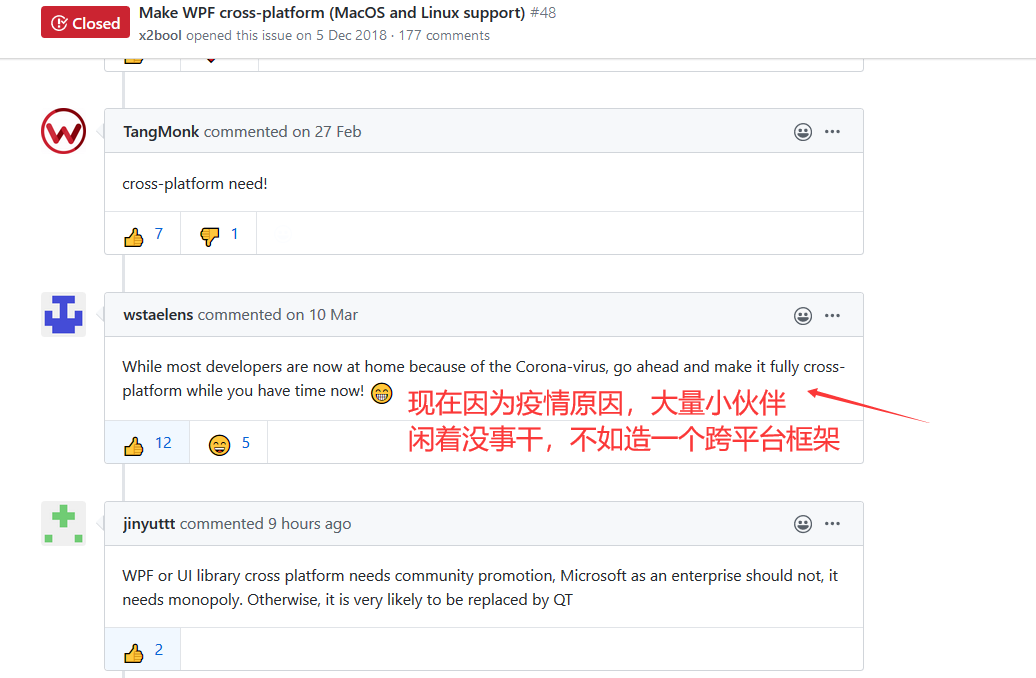 Closed
Make WPF cross-platform (MacOS and Linux support) #48
x2bool opened this issue on 5 Dec 2018 · 177 comments
W
TangMonk commented on 27 Feb
cross-platform need!
7 1
wstaelens commented on 10 Mar
While most developers are now at home because of the Corona-virus, go ahead and make it fully cross-
platform while you have time now!
现在因为疫情原因，大量小伙伴
闲着没事干，不如造一个跨平台框架
12 5
jinyuttt commented 9 hours ago
WPF or UI library cross platform needs community promotion, Microsoft as an enterprise should not, it
needs monopoly. Otherwise, it is very likely to be replaced by QT
2